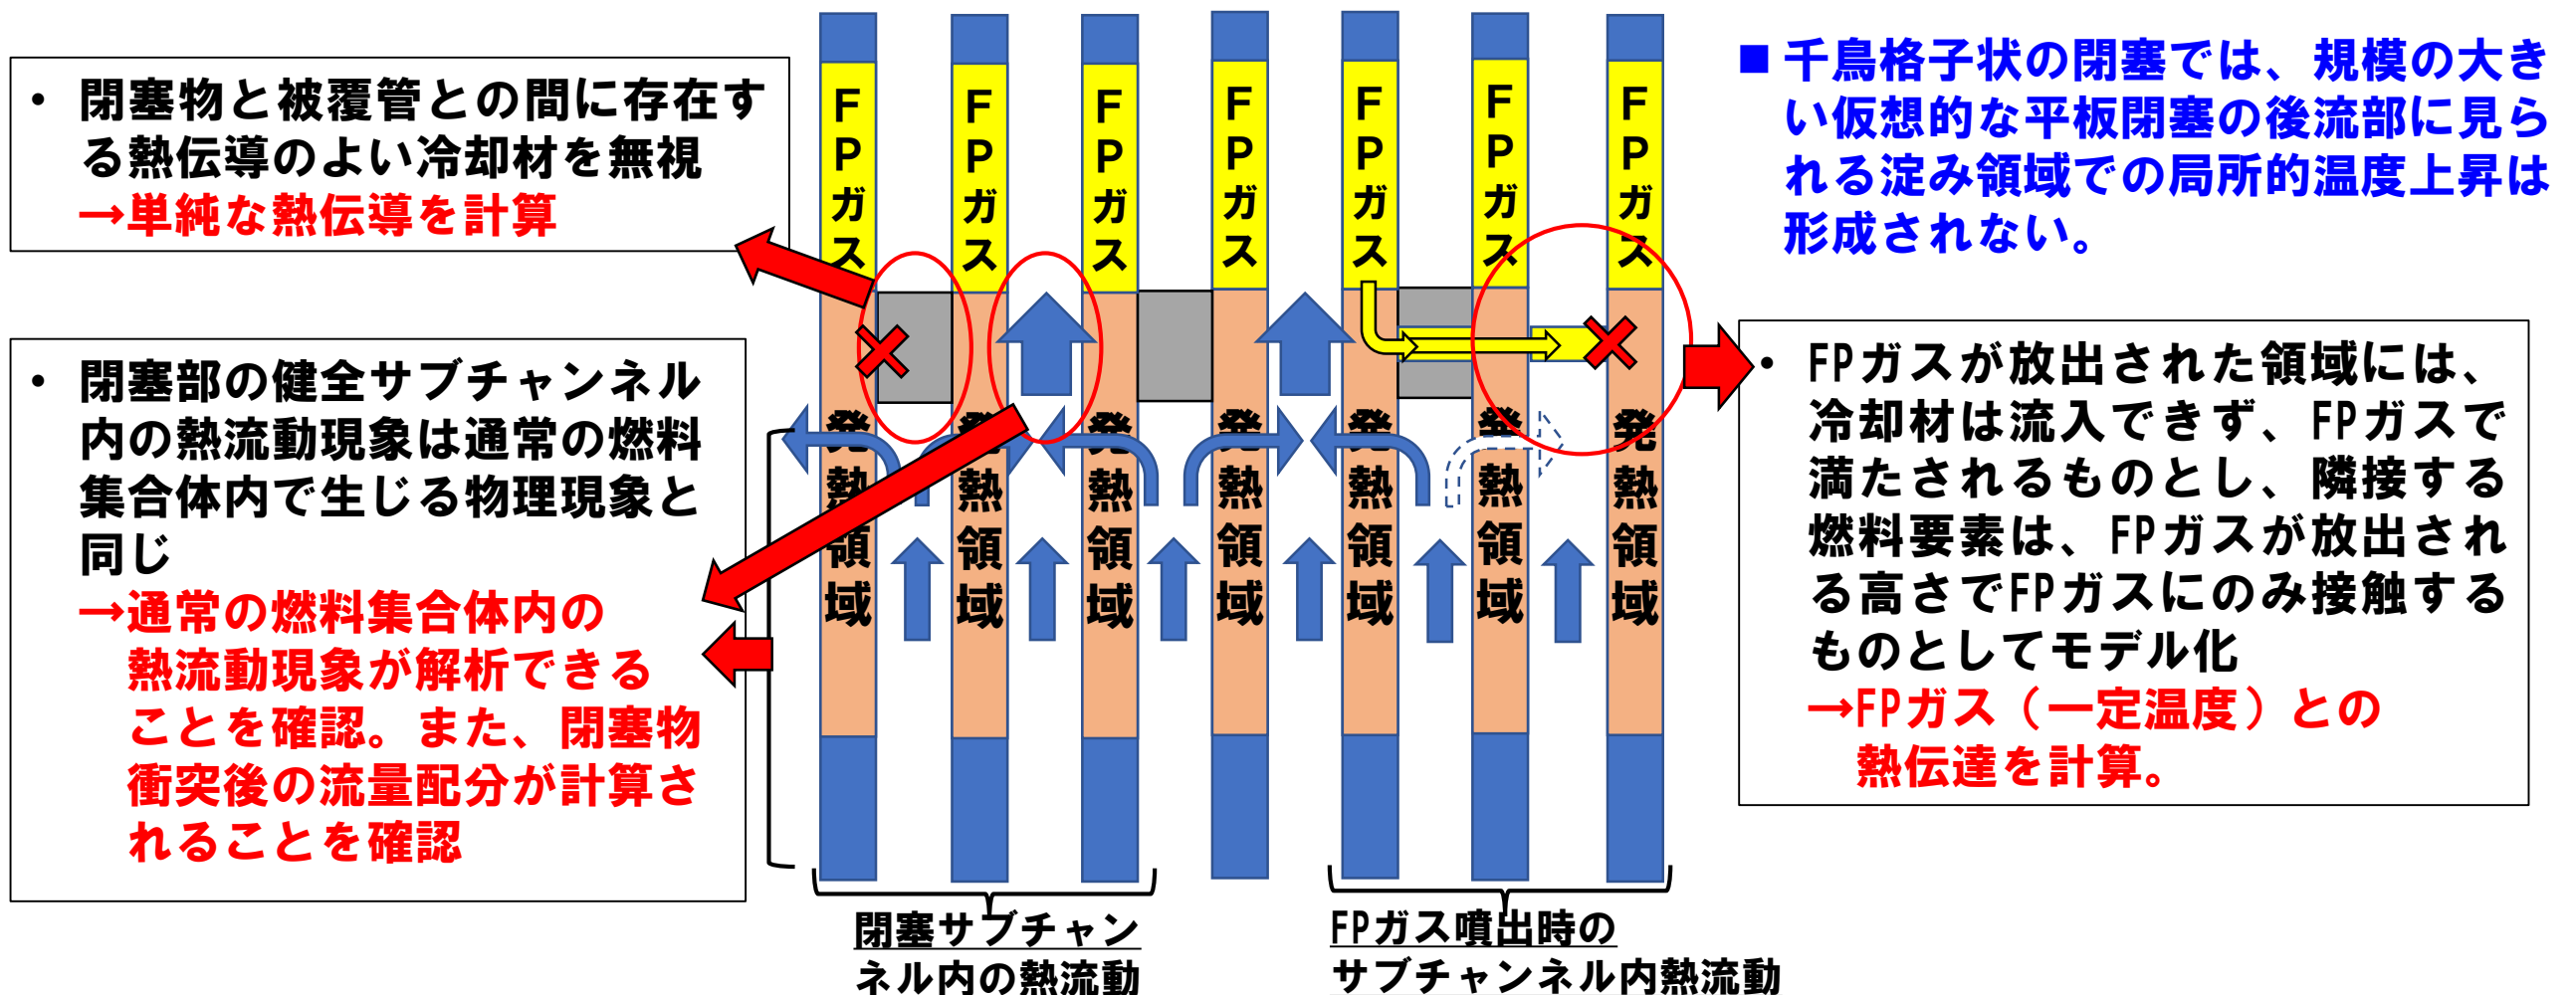 ・ 閉塞物と被覆管との間に存在す
る熱伝導のよい冷却材を無視
→単純な熱伝導を計算
・ 閉塞部の健全サブチャンネル
内の熱流動現象は通常の燃料
集合体内で生じる物理現象と
同じ
→通常の燃料集合体内の
熱流動現象が解析できる
ことを確認。また、閉塞物
衝突後の流量配分が計算さ
れることを確認
FPガス
FPガス
FPガス
FPガス
FPガス
FPガス
FPガス
発熱領域
発熱領域
発熱領域
発熱領域
発熱領域
発熱領域
発熱領域
閉塞サブチャン
ネル内の熱流動
FPガス噴出時の
サブチャンネル内熱流動
■ 千鳥格子状の閉塞では、規模の大き
い仮想的な平板閉塞の後流部に見ら
れる淀み領域での局所的温度上昇は
形成されない。
・ FPガスが放出された領域には、
冷却材は流入できず、FPガスで
満たされるものとし、隣接する
燃料要素は、FPガスが放出され
る高さでFPガスにのみ接触する
ものとしてモデル化
→FPガス（一定温度）との
熱伝達を計算。